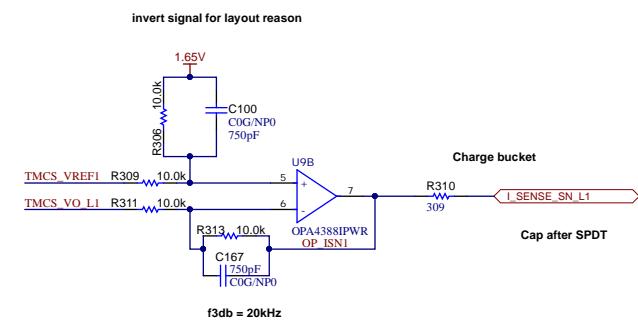 invert signal for layout reason
1.65V
10.0k
R306
C100
C0G/NP0
750pF
U9B
Charge bucket
TMCS_VREF1 R309 10.0k 5 + 7 R310 I_SENSE_SN_L1
TMCS_VO_L1 R311 10.0k 6 - 309
OPA4388IPWR
R313 10.0k OP_ISN1
Cap after SPDT
C167
750pF
C0G/NP0
f3db = 20kHz